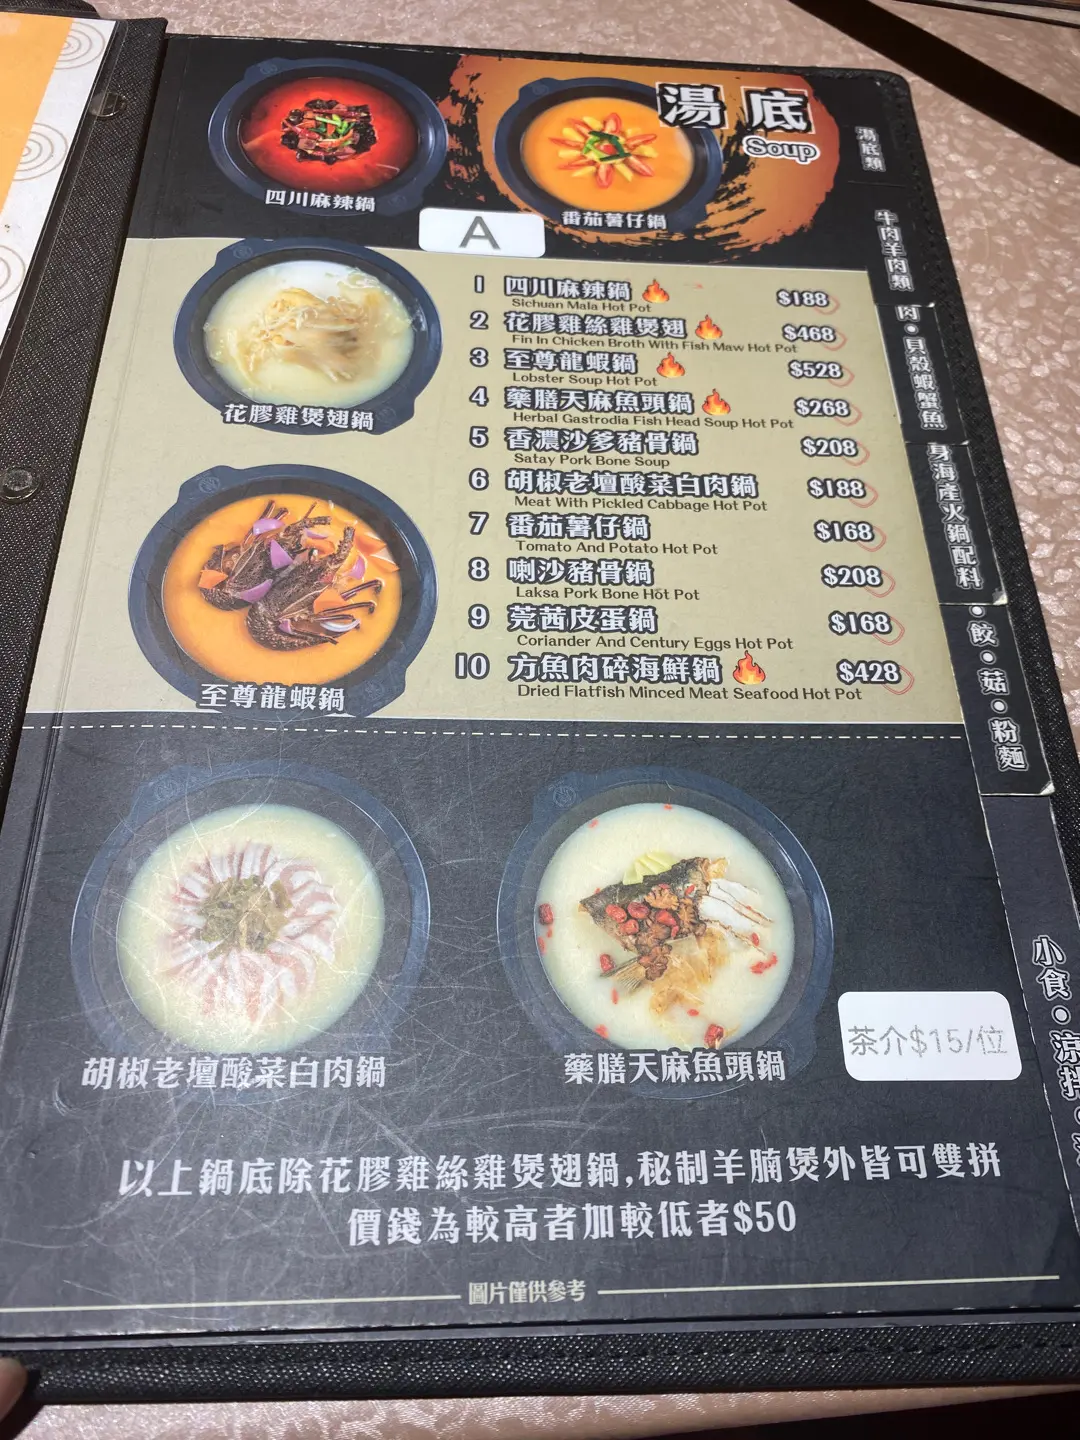 湯底
Soup
四川麻辣鍋
番茄薯仔鍋
A
花膠雞煲翅鍋
至尊龍蝦鍋
1 四川麻辣鍋 $188
Sichuan Mala Hot Pot
2 花膠雞絲雞煲翅 $468
Fin In Chicken Broth With Fish Maw Hot Pot
3 至尊龍蝦鍋 $528
Lobster Soup Hot Pot
4 藥膳天麻魚頭鍋 $268
Herbal Gastrodia Fish Head Soup Hot Pot
5 香濃沙爹豬骨鍋 $208
Satay Pork Bone Soup
6 胡椒老壇酸菜白肉鍋 $188
Meat With Pickled Cabbage Hot Pot
7 番茄薯仔鍋 $168
Tomato And Potato Hot Pot
8 喇沙豬骨鍋 $208
Laksa Pork Bone Hot Pot
9 莞茜皮蛋鍋 $168
Coriander And Century Eggs Hot Pot
10 方魚肉碎海鮮鍋 $428
Dried Flatfish Minced Meat Seafood Hot Pot
胡椒老壇酸菜白肉鍋
藥膳天麻魚頭鍋
茶介$15/位
以上鍋底除花膠雞絲雞煲翅鍋,秘制羊腩煲外皆可雙拼
價錢為較高者加較低者$50
圖片僅供參考
湯底類
牛肉羊肉類
肉•貝殼蝦蟹魚
身海產火鍋配料
•餃•菇•粉麵
小食•涼拌